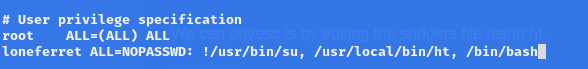 # User privilege specification
root    ALL=(ALL) ALL
We can privesc is by editing the sudoers file using ht.
loneferret ALL=NOPASSWD: !/usr/bin/su, /usr/local/bin/ht, /bin/bash